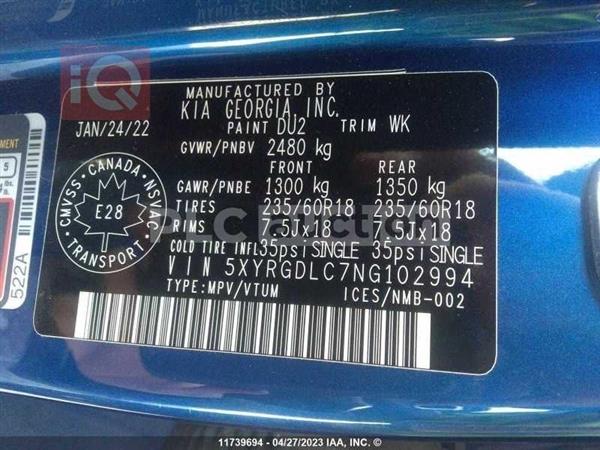 iQ
MANUFACTURED BY
KIA GEORGIA, INC.
JAN/24/22 PAINT DU2 TRIM WK
GVWR/PNBV 2480 kg
FRONT REAR
GAWR/PNBE 1300 kg 1350 kg
TIRES 235/60R18 235/60R18
RIMS 7.5Jx18 7.5Jx18
COLD TIRE INFL 35psi SINGLE 35psi SINGLE
VIN 5XYRGDLC7NG102994
TYPE:MPV/VTUM ICES/NMB-002
CMVSS • CANADA • NSVAC
E28
522A
5
11739694 - 04/27/2023 IAA, Inc.